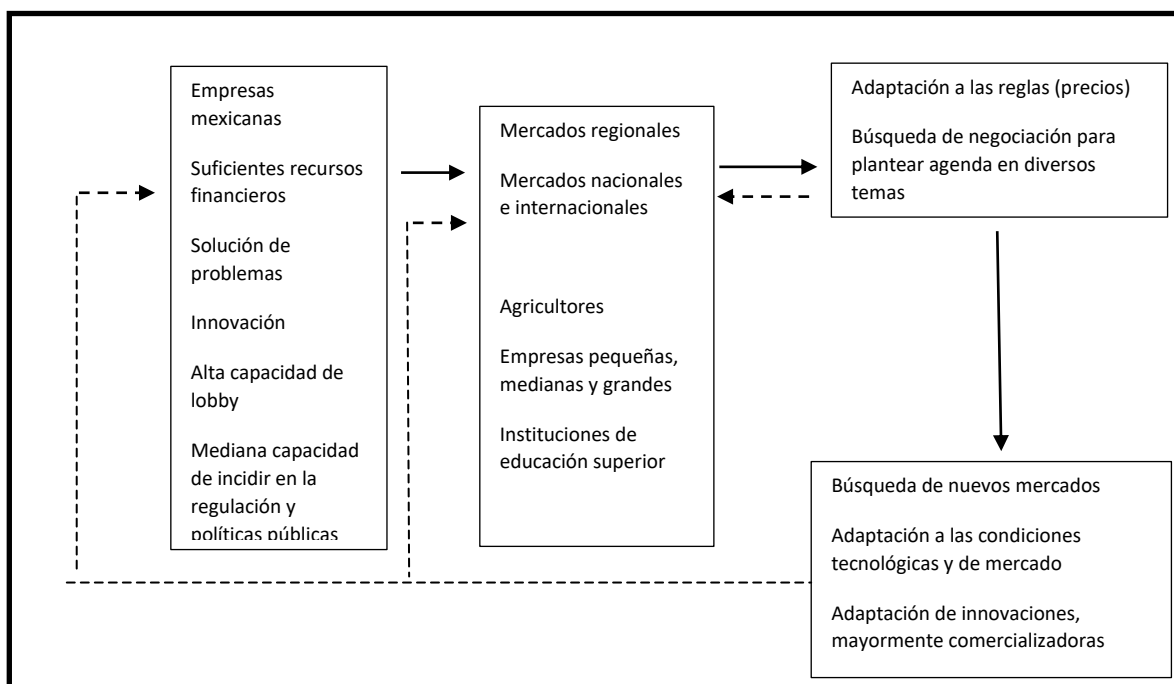 Empresas
mexicanas
Suficientes recursos
financieros
Solución de
problemas
Innovación
Alta capacidad de
lobby
Mediana capacidad
de incidir en la
regulación y
políticas públicas
Mercados regionales
Mercados nacionales
e internacionales
Agricultores
Empresas pequeñas,
medianas y grandes
Instituciones de
educación superior
Adaptación a las reglas (precios)
Búsqueda de negociación para
plantear agenda en diversos
temas
Búsqueda de nuevos mercados
Adaptación a las condiciones
tecnológicas y de mercado
Adaptación de innovaciones,
mayormente comercializadoras